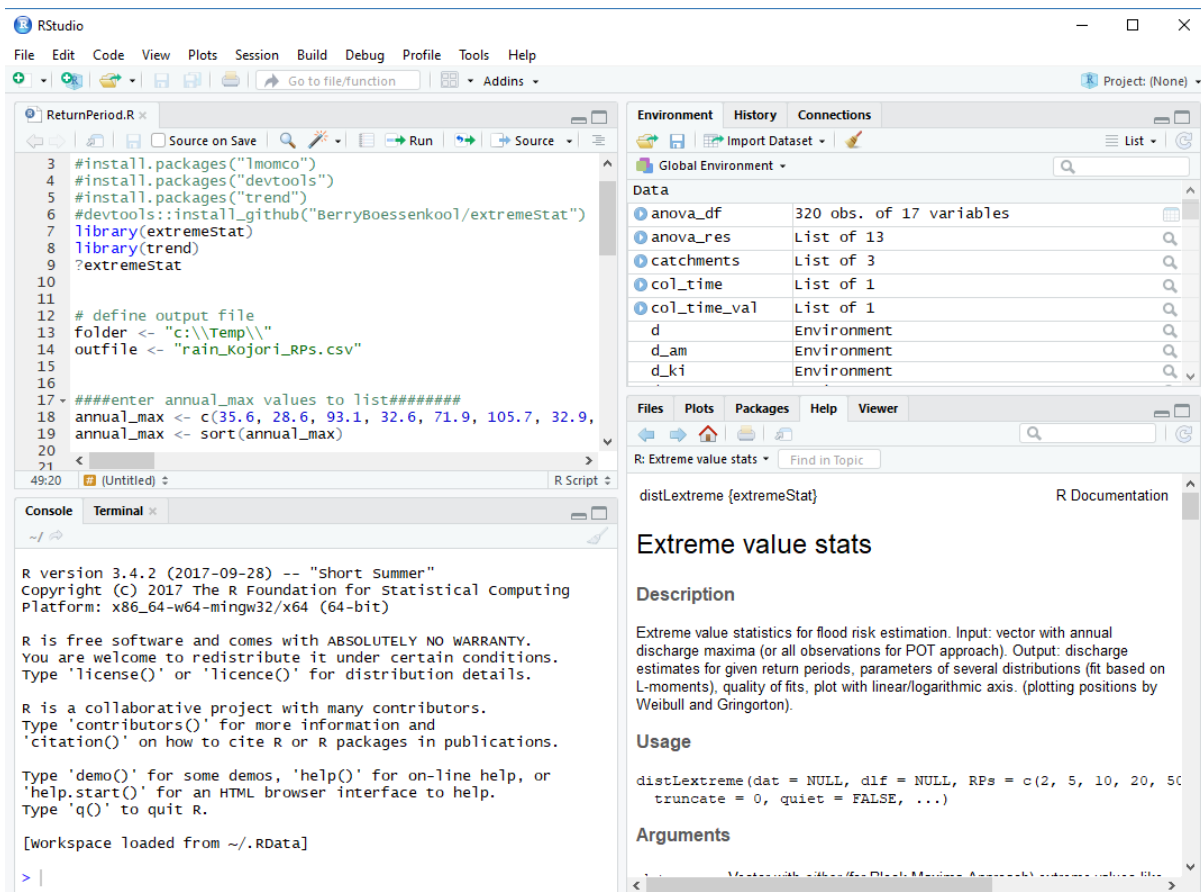 RStudio
File Edit Code View Plots Session Build Debug Profile Tools Help
Go to file/function Addins Project: (None)
ReturnPeriod.R
Source on Save Run Source
3 #install.packages("lmomco")
4 #install.packages("devtools")
5 #install.packages("trend")
6 #devtools::install_github("BerryBoessenkool/extremeStat")
7 library(extremeStat)
8 library(trend)
9 ?extremeStat
10
11
12 # define output file
13 folder <- "c:\\Temp\\"
14 outfile <- "rain_Kojori_RPs.csv"
15
16
17 ####enter annual_max values to list########
18 annual_max <- c(35.6, 28.6, 93.1, 32.6, 71.9, 105.7, 32.9,
19 annual_max <- sort(annual_max)
20
21
49:20 (Untitled) R Script
Console Terminal
~/
R version 3.4.2 (2017-09-28) -- "Short Summer"
Copyright (C) 2017 The R Foundation for Statistical Computing
Platform: x86_64-w64-mingw32/x64 (64-bit)
R is free software and comes with ABSOLUTELY NO WARRANTY.
You are welcome to redistribute it under certain conditions.
Type 'license()' or 'licence()' for distribution details.
R is a collaborative project with many contributors.
Type 'contributors()' for more information and
'citation()' on how to cite R or R packages in publications.
Type 'demo()' for some demos, 'help()' for on-line help, or
'help.start()' for an HTML browser interface to help.
Type 'q()' to quit R.
[Workspace loaded from ~/.RData]
>
Environment History Connections
Import Dataset List
Global Environment
Data
anova_df 320 obs. of 17 variables
anova_res List of 13
catchments List of 3
col_time List of 1
col_time_val List of 1
d Environment
d_am Environment
d_ki Environment
Files Plots Packages Help Viewer
R: Extreme value stats Find in Topic
distLextreme {extremeStat} R Documentation
Extreme value stats
Description
Extreme value statistics for flood risk estimation. Input: vector with annual
discharge maxima (or all observations for POT approach). Output: discharge
estimates for given return periods, parameters of several distributions (fit based on
L-moments), quality of fits, plot with linear/logarithmic axis. (plotting positions by
Weibull and Gringorton).
Usage
distLextreme(dat = NULL, dlf = NULL, RPs = c(2, 5, 10, 20, 50
truncate = 0, quiet = FALSE, ...)
Arguments